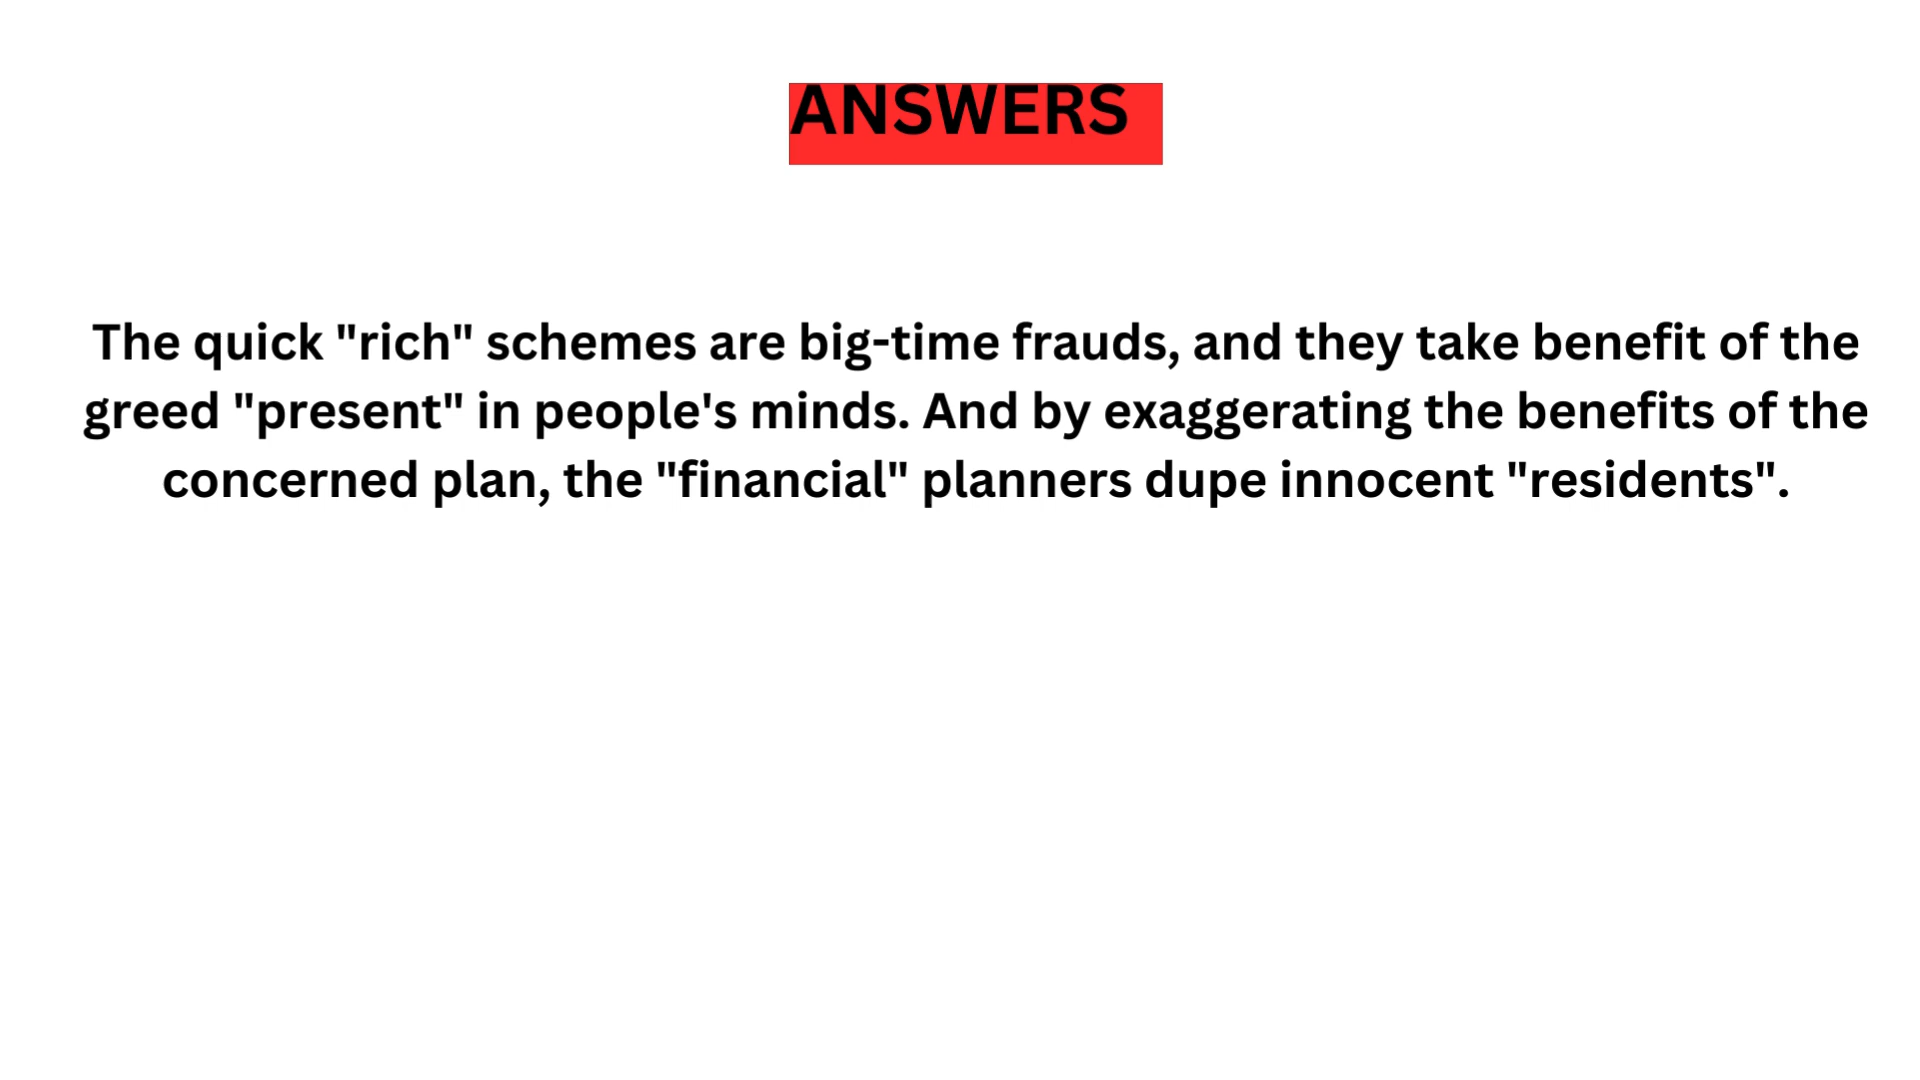 ANSWERS
The quick "rich" schemes are big-time frauds, and they take benefit of the
greed "present" in people's minds. And by exaggerating the benefits of the
concerned plan, the "financial" planners dupe innocent "residents".